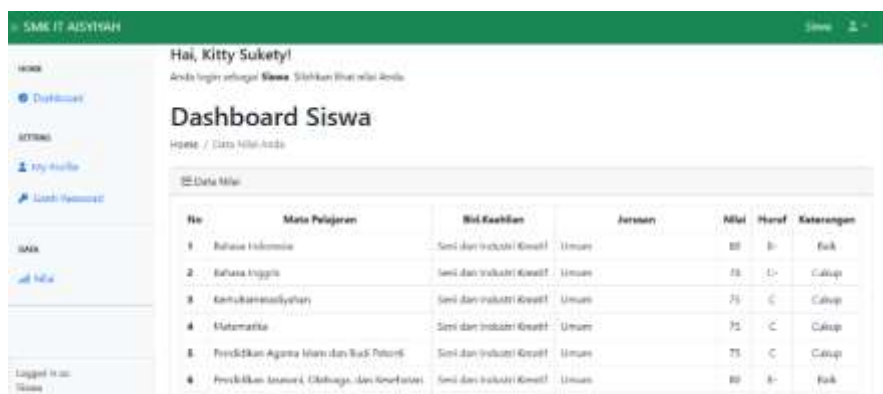 SMK IT AISYIYAH
Siswa
HOME
Dashboard
SETTING
My Profile
Ganti Password
DATA
Nilai
Logged in as:
Siswa
Hai, Kitty Sukety!
Anda login sebagai Siswa. Silahkan lihat nilai Anda.
Dashboard Siswa
Home / Data Nilai Anda
Data Nilai
No Mata Pelajaran Bid.Keahlian Jurusan Nilai Huruf Keterangan
1 Bahasa Indonesia Seni dan Industri Kreatif Umum 80 B- Baik
2 Bahasa Inggris Seni dan Industri Kreatif Umum Cukup
3 Kemuhammadiyahan Seni dan Industri Kreatif Umum 75 C Cukup
4 Matematika Seni dan Industri Kreatif Umum 75 C Cukup
5 Pendidikan Agama Islam dan Budi Pekerti Seni dan Industri Kreatif Umum 75 C Cukup
6 Pendidikan Jasmani, Olahraga, dan Kesehatan Seni dan Industri Kreatif Umum 80 B- Baik